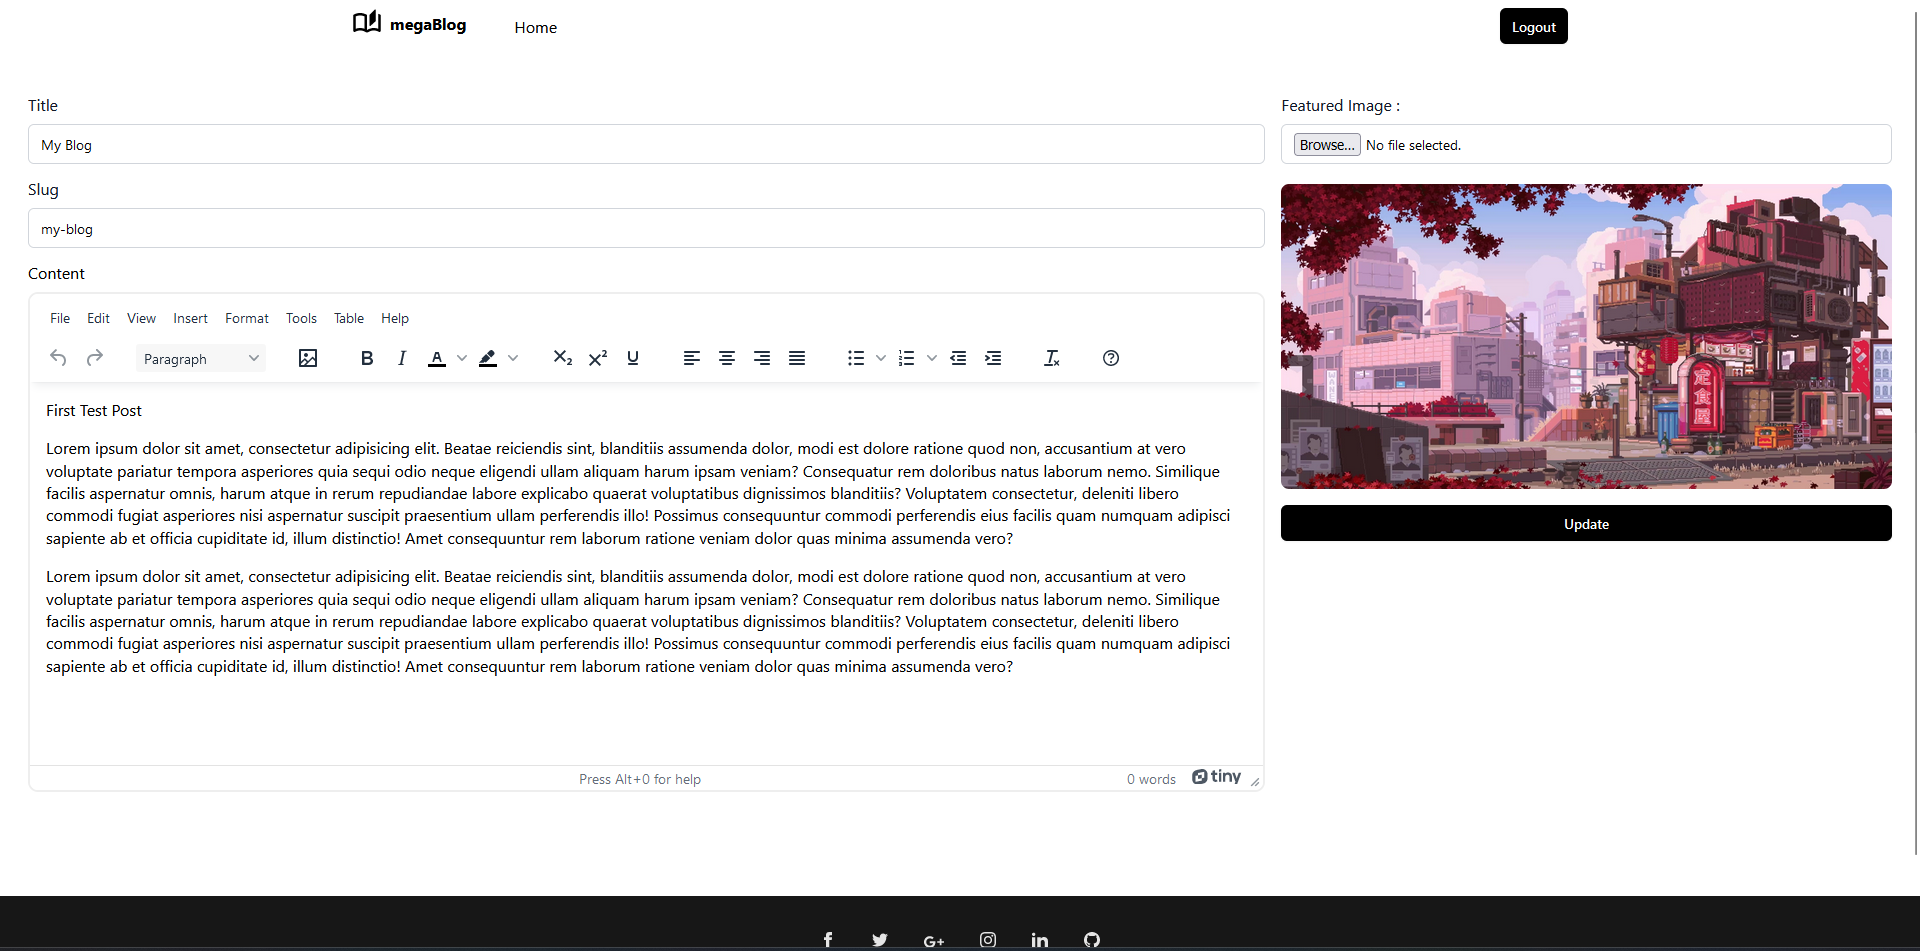 megaBlog
Home
Logout
Title
My Blog
Slug
my-blog
Content
File Edit View Insert Format Tools Table Help
Paragraph
First Test Post
Lorem ipsum dolor sit amet, consectetur adipisicing elit. Beatae reiciendis sint, blanditiis assumenda dolor, modi est dolore ratione quod non, accusantium at vero
voluptate pariatur tempora asperiores quia sequi odio neque eligendi ullam aliquam harum ipsam veniam? Consequatur rem doloribus natus laborum nemo. Similique
facilis aspernatur omnis, harum atque in rerum repudiandae labore explicabo quaerat voluptatibus dignissimos blanditiis? Voluptatem consectetur, deleniti libero
commodi fugiat asperiores nisi aspernatur suscipit praesentium ullam perferendis illo! Possimus consequuntur commodi perferendis eius facilis quam numquam adipisci
sapiente ab et officia cupiditate id, illum distinctio! Amet consequuntur rem laborum ratione veniam dolor quas minima assumenda vero?
Lorem ipsum dolor sit amet, consectetur adipisicing elit. Beatae reiciendis sint, blanditiis assumenda dolor, modi est dolore ratione quod non, accusantium at vero
voluptate pariatur tempora asperiores quia sequi odio neque eligendi ullam aliquam harum ipsam veniam? Consequatur rem doloribus natus laborum nemo. Similique
facilis aspernatur omnis, harum atque in rerum repudiandae labore explicabo quaerat voluptatibus dignissimos blanditiis? Voluptatem consectetur, deleniti libero
commodi fugiat asperiores nisi aspernatur suscipit praesentium ullam perferendis illo! Possimus consequuntur commodi perferendis eius facilis quam numquam adipisci
sapiente ab et officia cupiditate id, illum distinctio! Amet consequuntur rem laborum ratione veniam dolor quas minima assumenda vero?
Press Alt+0 for help
0 words
tiny
Featured Image :
Browse... No file selected.
定食屋
Update